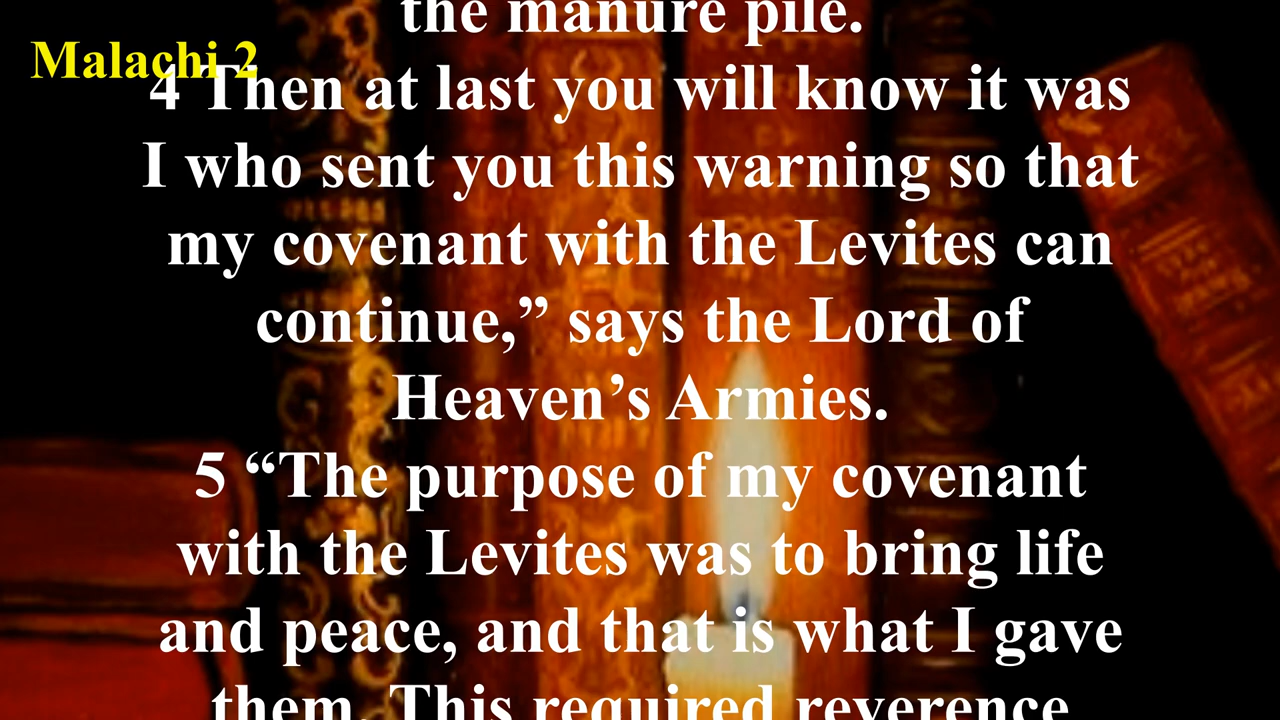 the manure pile.
Malachi 2
4 Then at last you will know it was
I who sent you this warning so that
my covenant with the Levites can
continue,” says the Lord of
Heaven’s Armies.
5 “The purpose of my covenant
with the Levites was to bring life
and peace, and that is what I gave
them. This required reverence